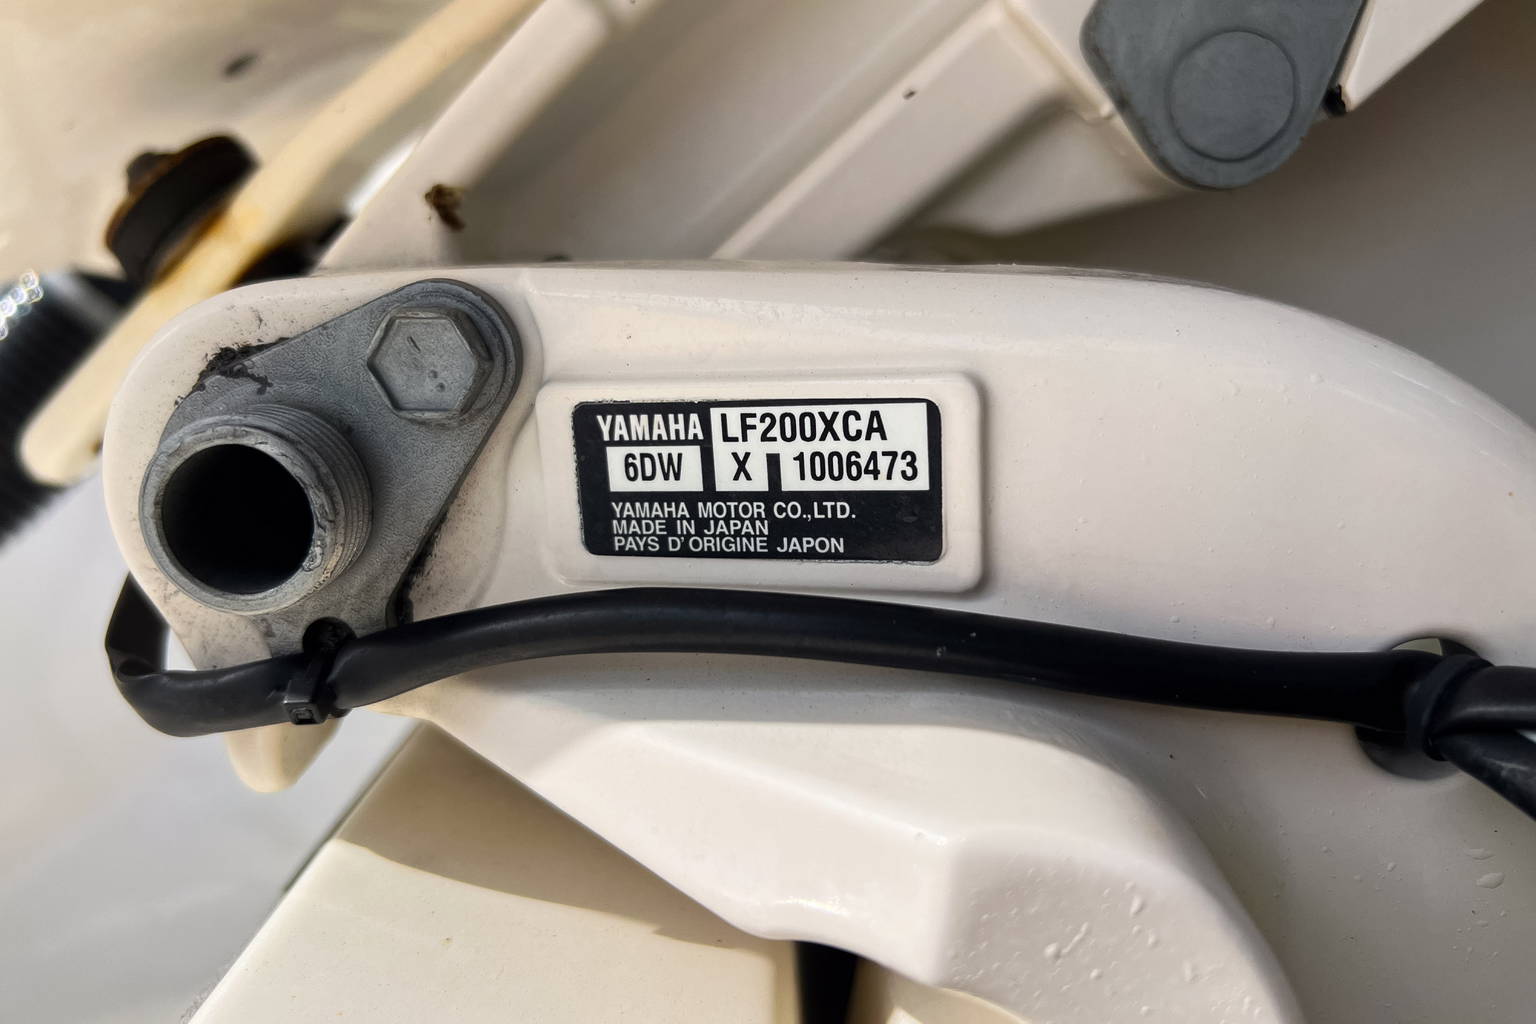 YAMAHA LF200XCA
6DW X 1006473
YAMAHA MOTOR CO.,LTD.
MADE IN JAPAN
PAYS D'ORIGINE JAPON